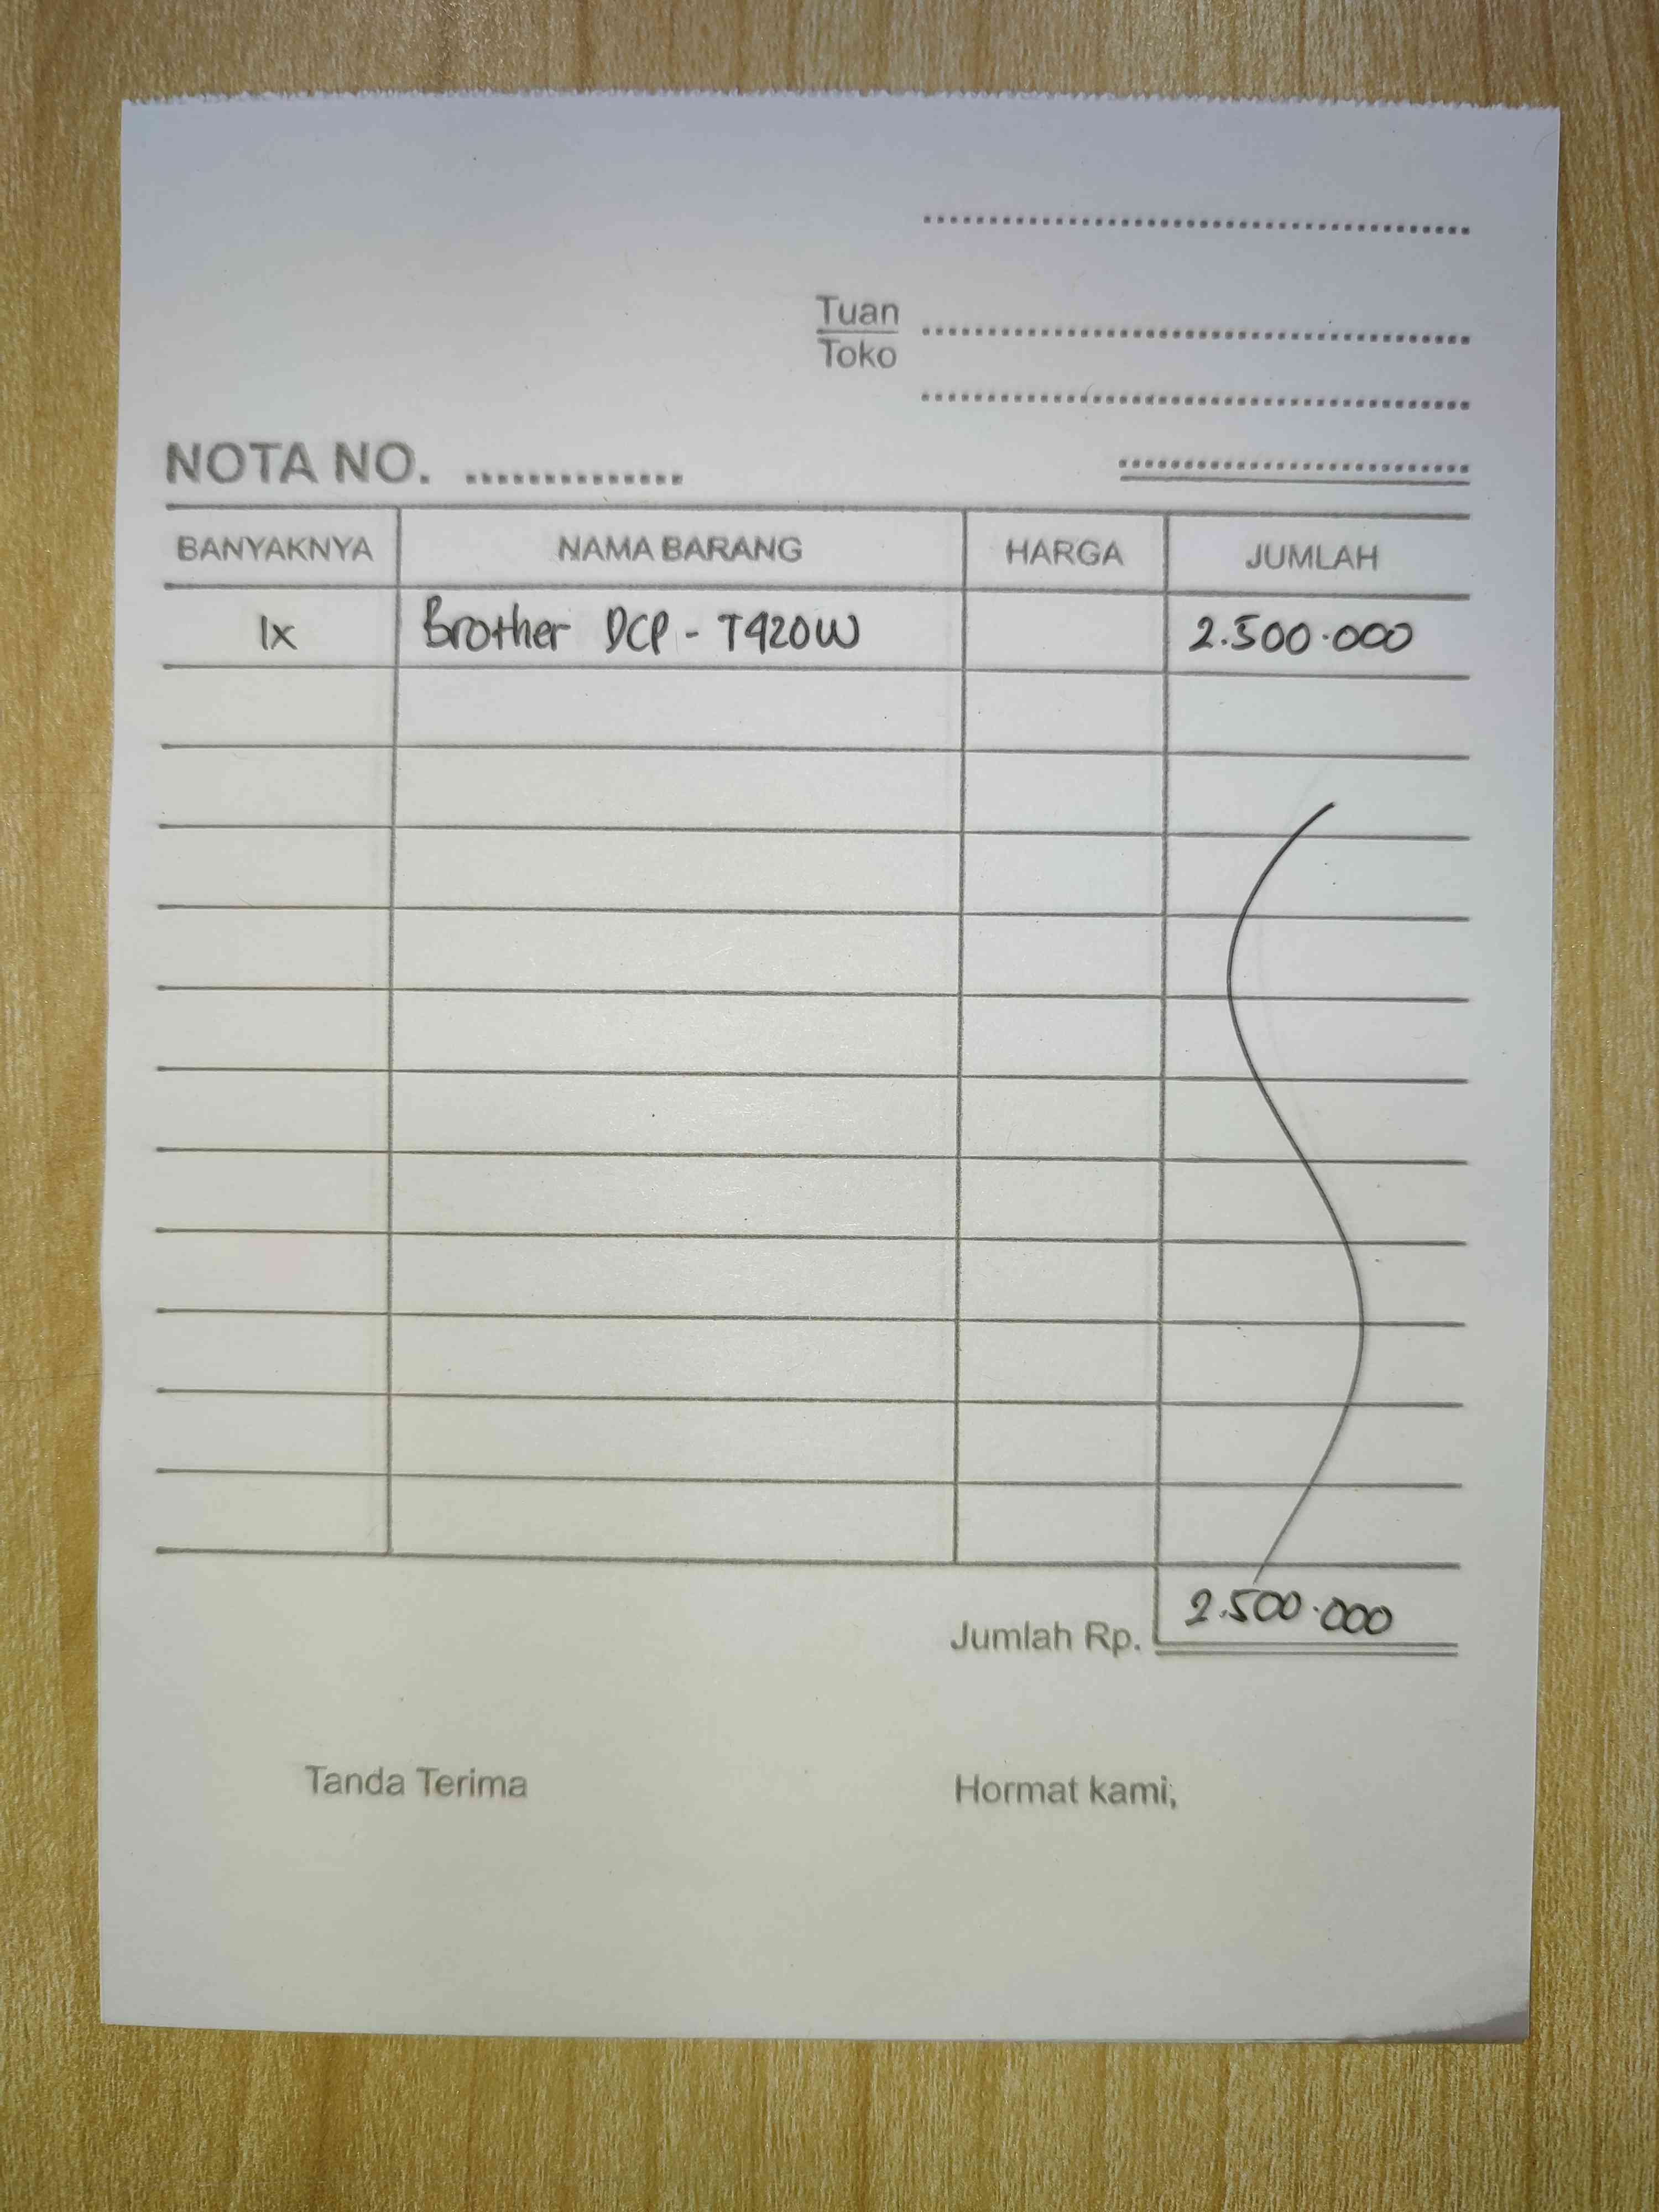 Tuan
Toko
NOTA NO. ..............
BANYAKNYA NAMA BARANG HARGA JUMLAH
1x Brother DCP - T420W 2.500.000
Jumlah Rp. 2.500.000
Tanda Terima Hormat kami,